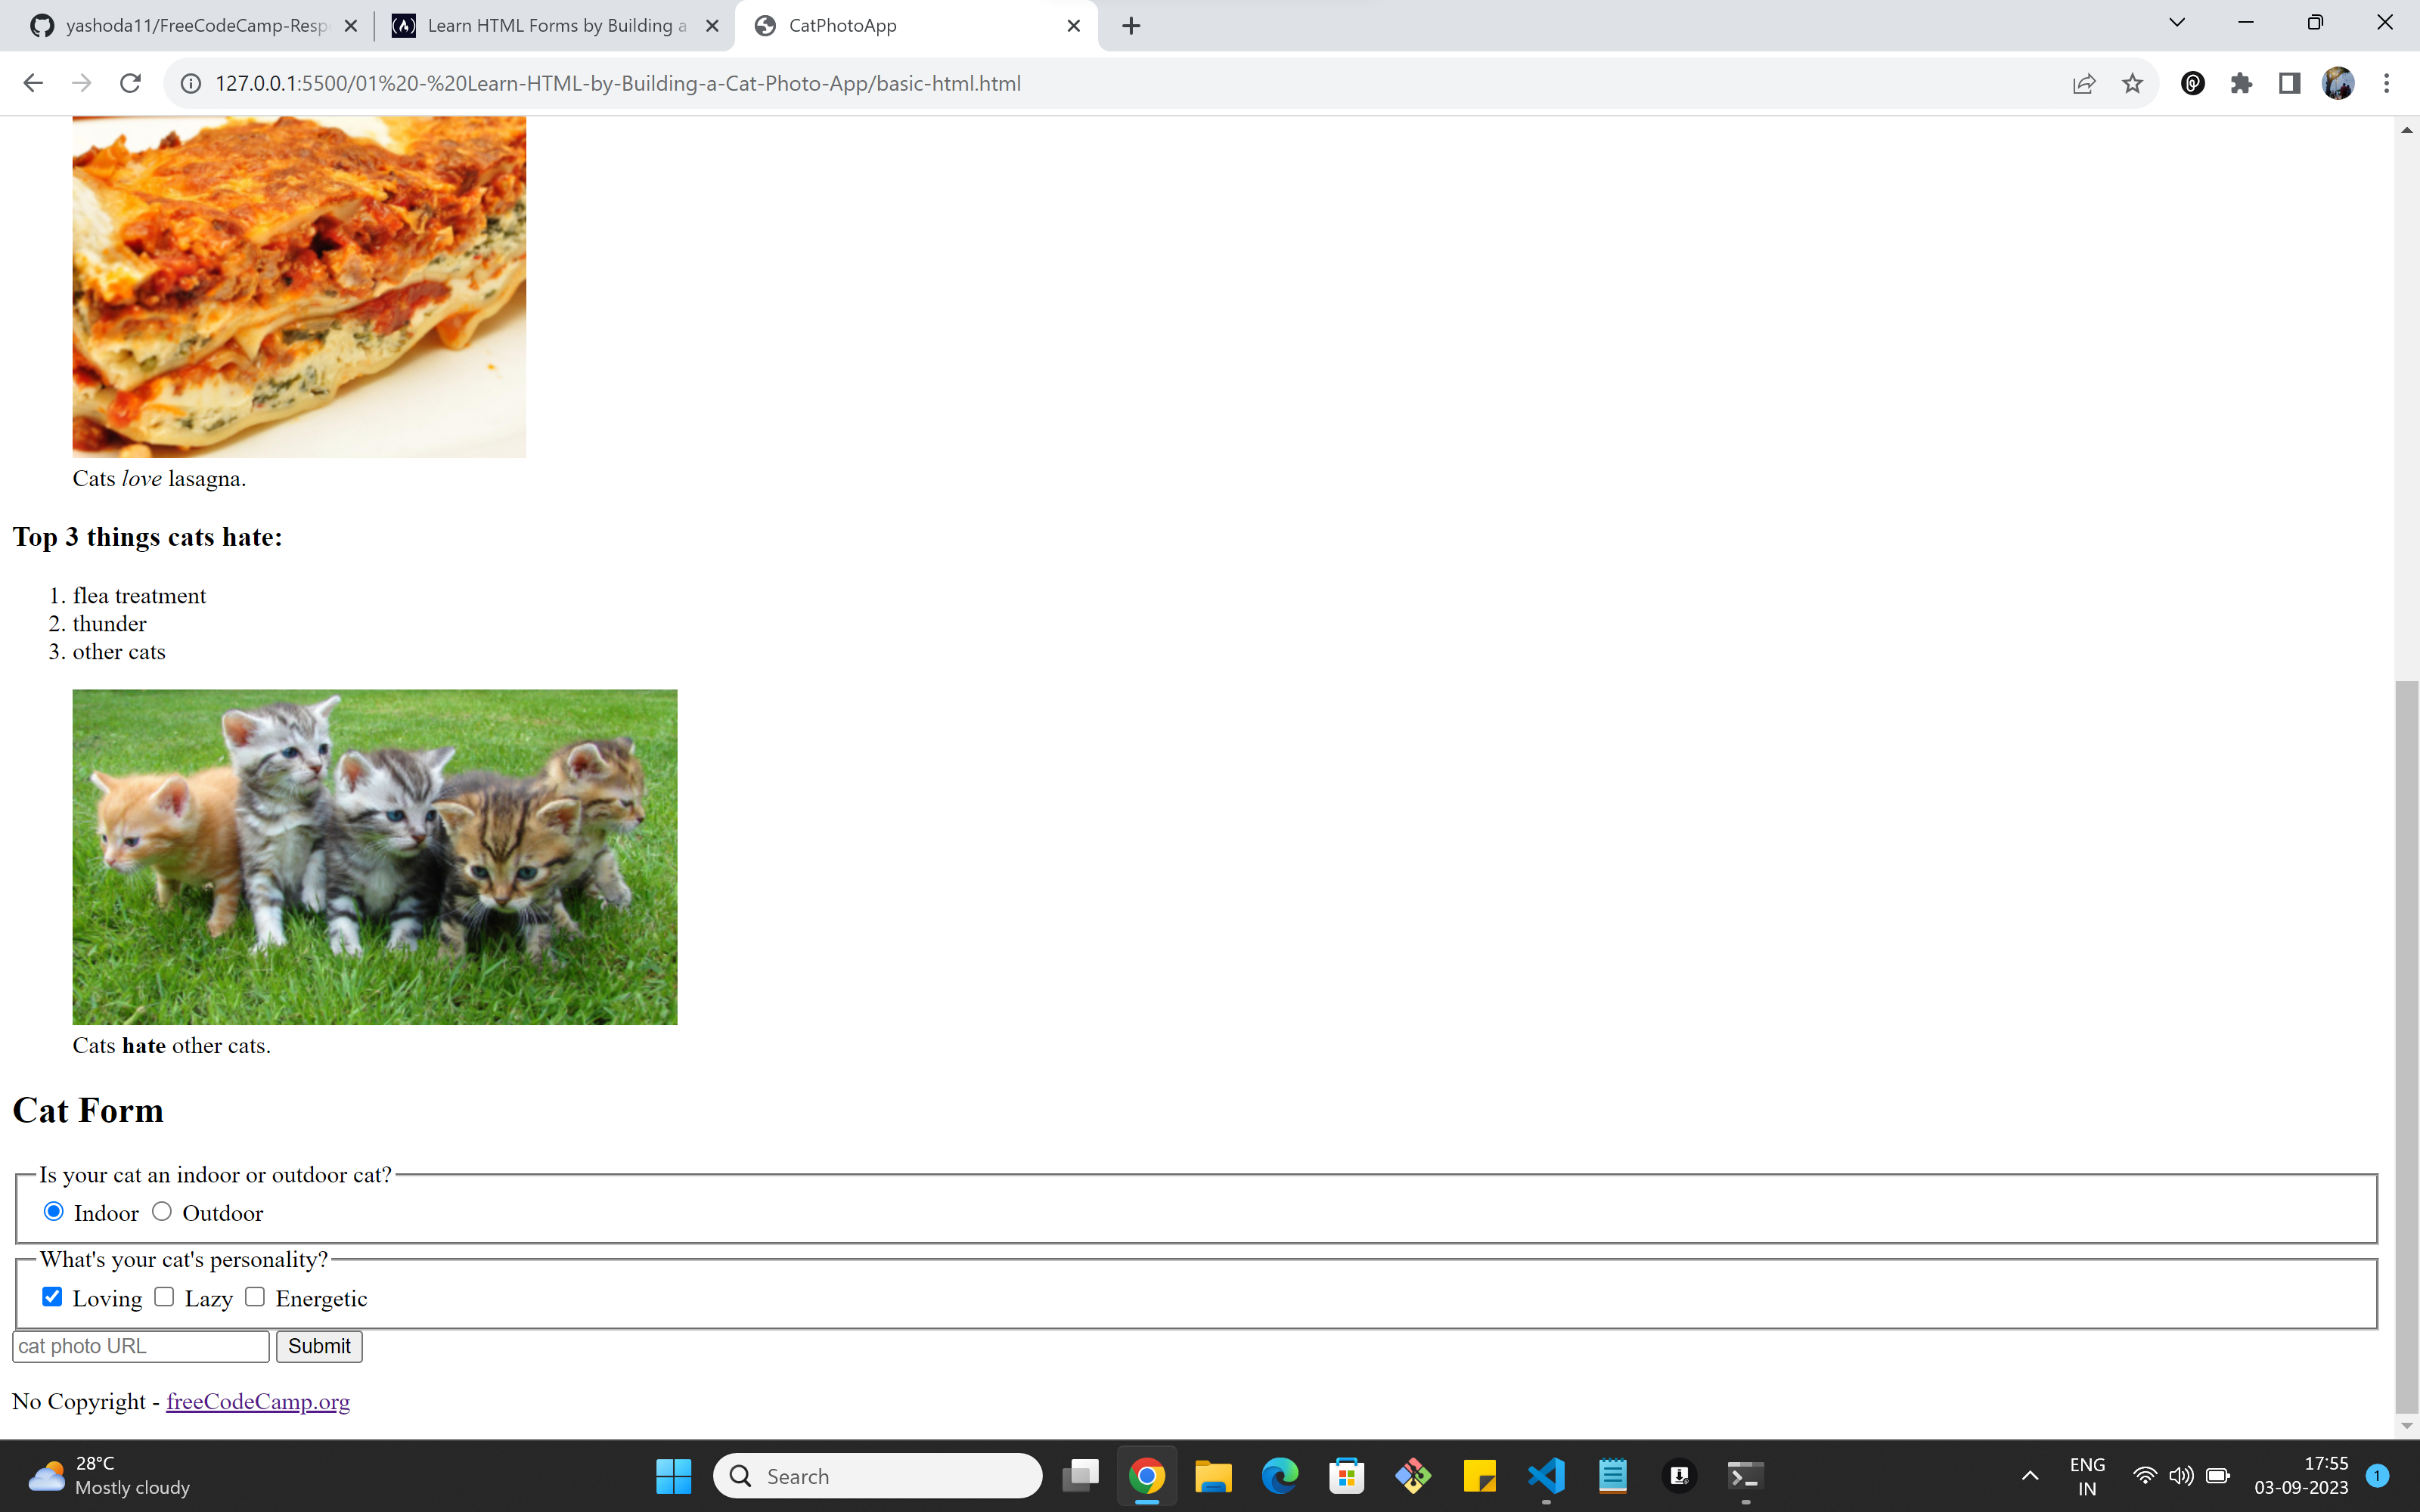 yashoda11/FreeCodeCamp-Resp
Learn HTML Forms by Building a
CatPhotoApp
127.0.0.1:5500/01%20-%20Learn-HTML-by-Building-a-Cat-Photo-App/basic-html.html
Cats love lasagna.
Top 3 things cats hate:
1. flea treatment
2. thunder
3. other cats
Cats hate other cats.
Cat Form
Is your cat an indoor or outdoor cat?
Indoor Outdoor
What's your cat's personality?
Loving Lazy Energetic
cat photo URL Submit
No Copyright - freeCodeCamp.org
28°C
Mostly cloudy
Search
ENG
IN
17:55
03-09-2023
1